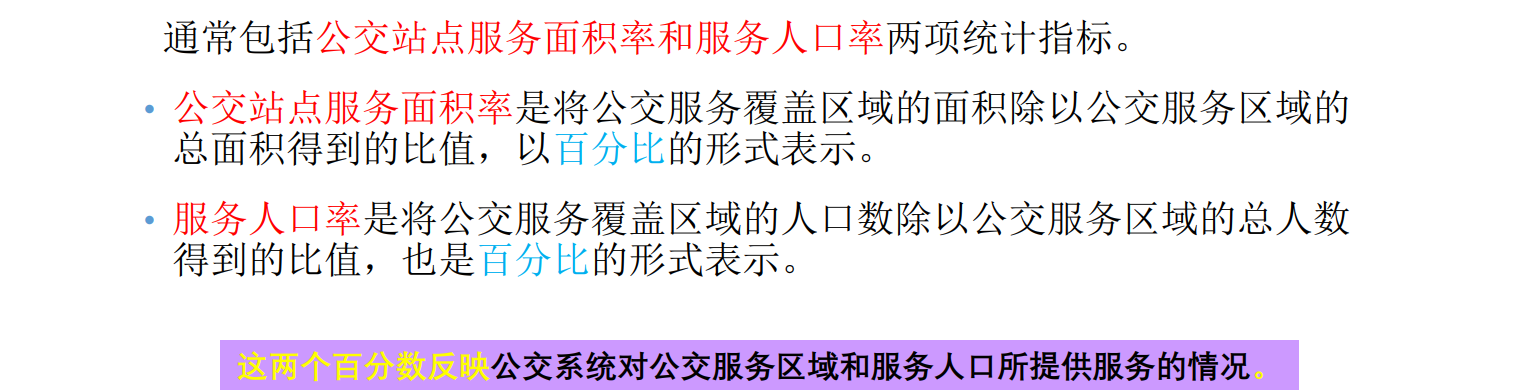 通常包括公交站点服务面积率和服务人口率两项统计指标。
• 公交站点服务面积率是将公交服务覆盖区域的面积除以公交服务区域的
总面积得到的比值，以百分比的形式表示。
• 服务人口率是将公交服务覆盖区域的人口数除以公交服务区域的总人数
得到的比值，也是百分比的形式表示。
这两个百分数反映公交系统对公交服务区域和服务人口所提供服务的情况。